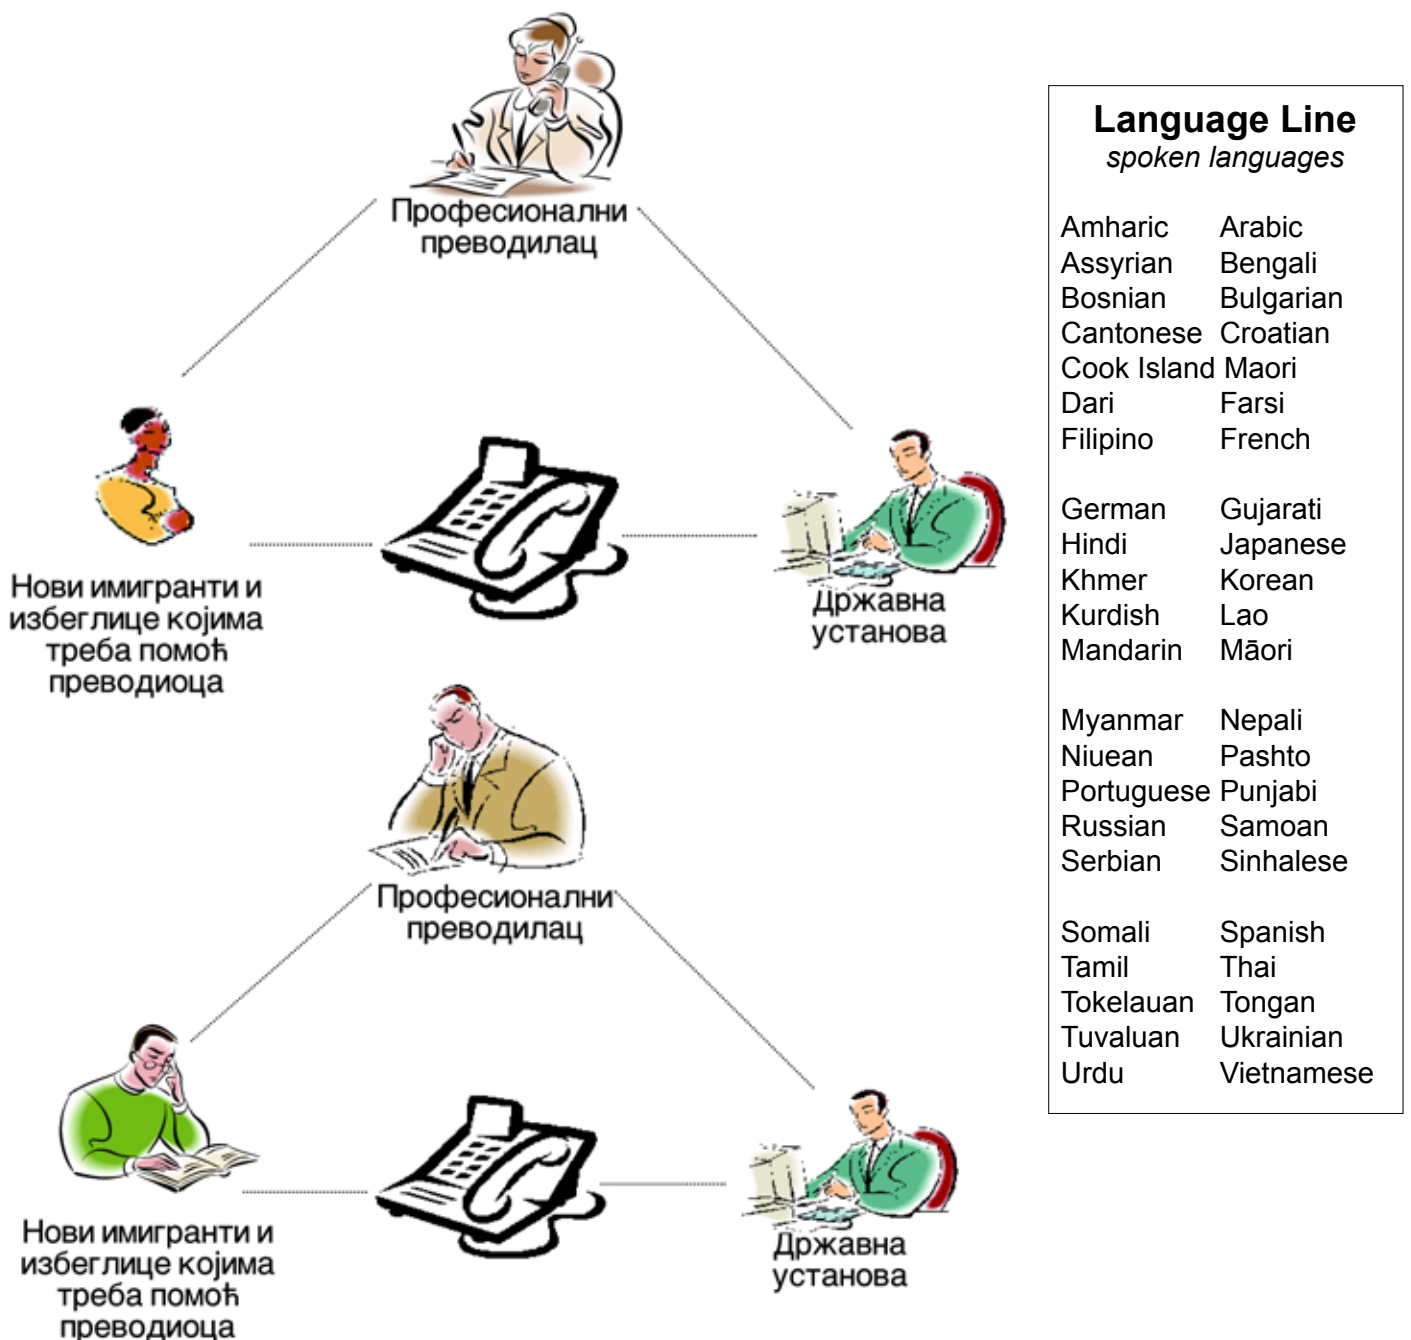 Професионални
преводилац
Нови имигранти и
избеглице којима
треба помоћ
преводиоца
Државна
установа
Професионални
преводилац
Нови имигранти и
избеглице којима
треба помоћ
преводиоца
Државна
установа
Language Line
spoken languages
Amharic Arabic
Assyrian Bengali
Bosnian Bulgarian
Cantonese Croatian
Cook Island Maori
Dari Farsi
Filipino French
German Gujarati
Hindi Japanese
Khmer Korean
Kurdish Lao
Mandarin Māori
Myanmar Nepali
Niuean Pashto
Portuguese Punjabi
Russian Samoan
Serbian Sinhalese
Somali Spanish
Tamil Thai
Tokelauan Tongan
Tuvaluan Ukrainian
Urdu Vietnamese